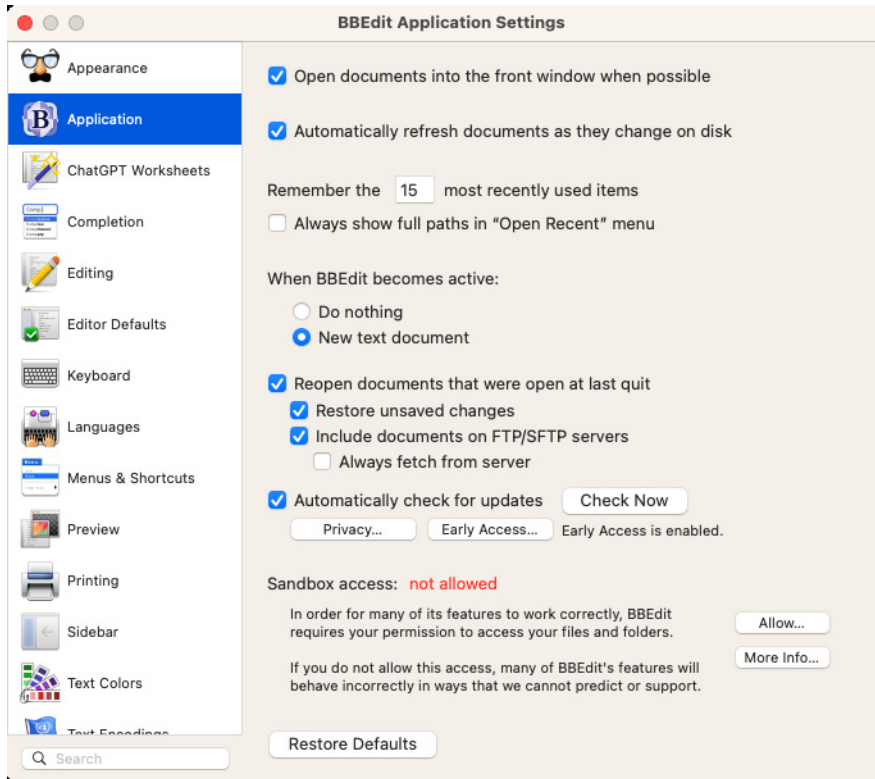 BBEdit Application Settings
Appearance
Application
ChatGPT Worksheets
Completion
Editing
Editor Defaults
Keyboard
Languages
Menus & Shortcuts
Preview
Printing
Sidebar
Text Colors
Text Encodings
Search
Open documents into the front window when possible
Automatically refresh documents as they change on disk
Remember the 15 most recently used items
Always show full paths in “Open Recent” menu
When BBEdit becomes active:
Do nothing
New text document
Reopen documents that were open at last quit
Restore unsaved changes
Include documents on FTP/SFTP servers
Always fetch from server
Automatically check for updates Check Now
Privacy... Early Access... Early Access is enabled.
Sandbox access: not allowed
In order for many of its features to work correctly, BBEdit
requires your permission to access your files and folders.
Allow...
More Info...
If you do not allow this access, many of BBEdit's features will
behave incorrectly in ways that we cannot predict or support.
Restore Defaults